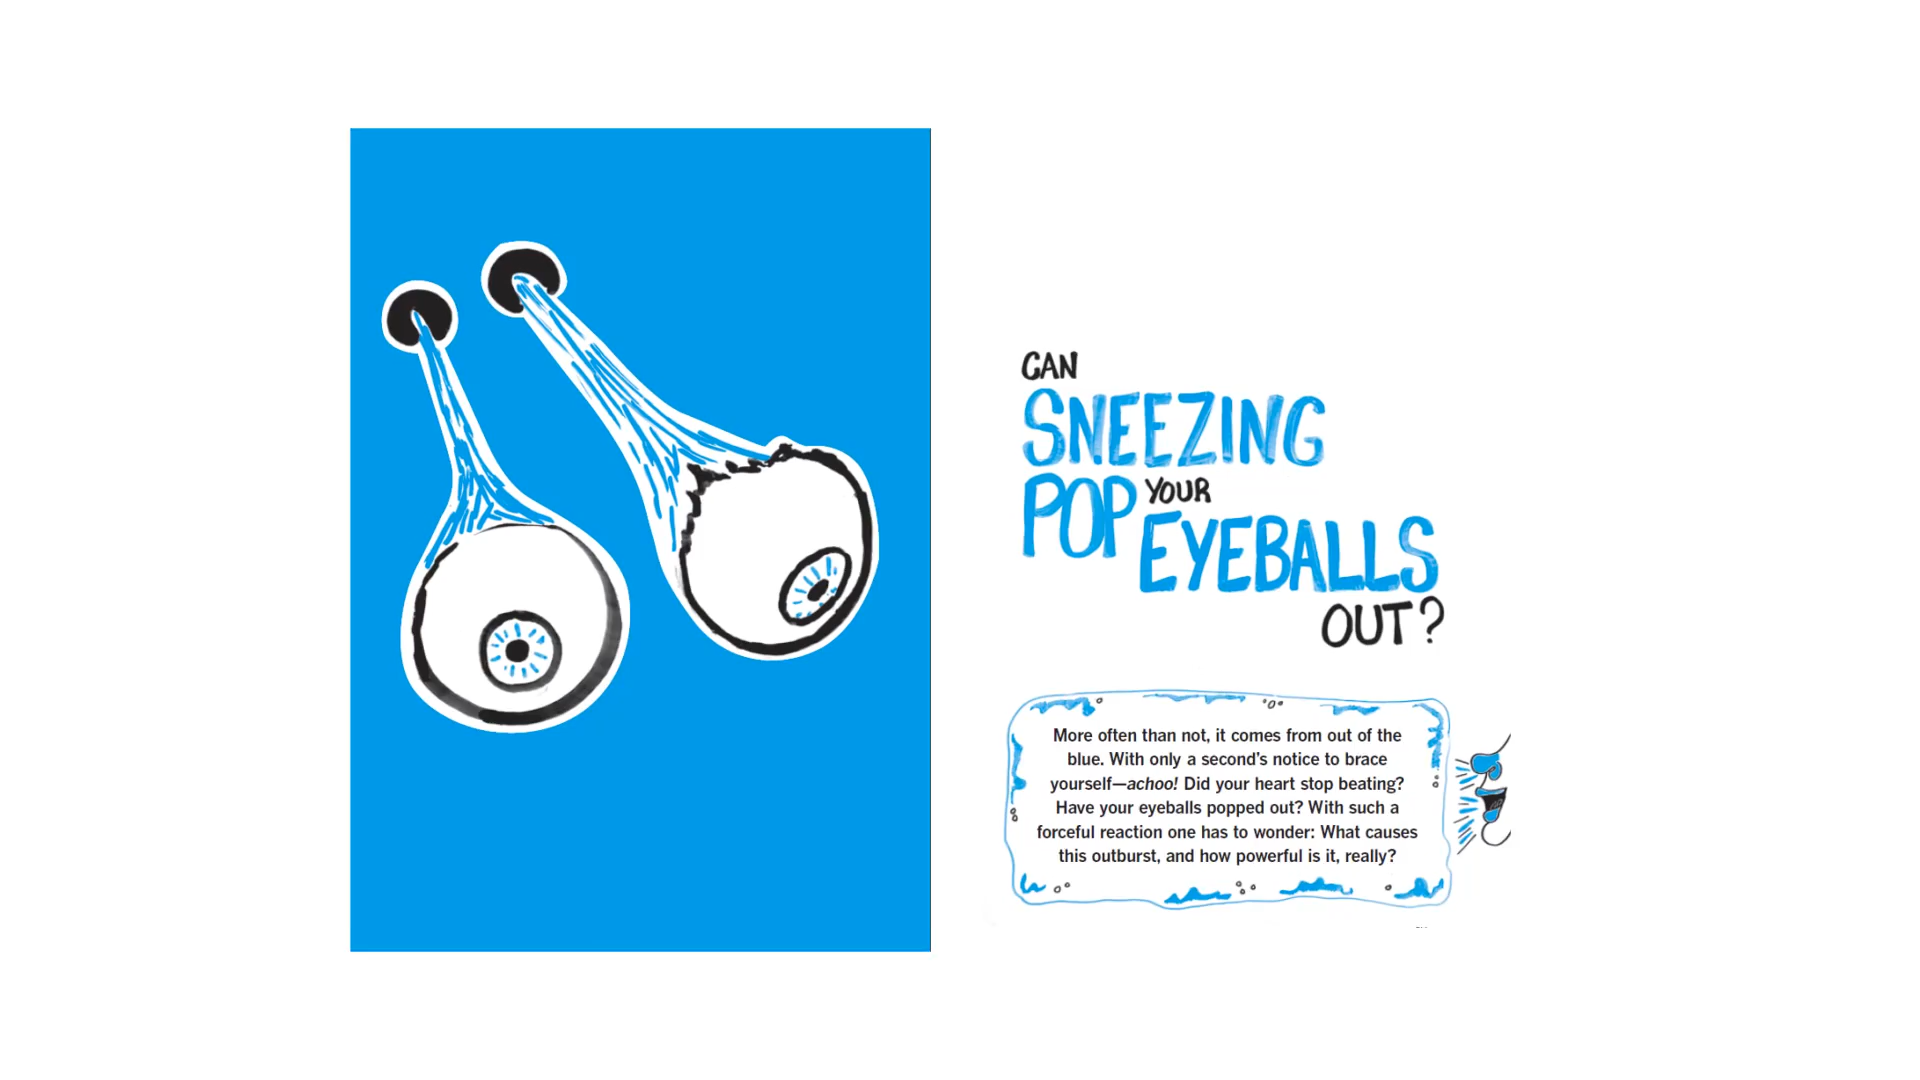 CAN
SNEEZING
POP YOUR
EYEBALLS
OUT?
More often than not, it comes from out of the
blue. With only a second's notice to brace
yourself—achoo! Did your heart stop beating?
Have your eyeballs popped out? With such a
forceful reaction one has to wonder: What causes
this outburst, and how powerful is it, really?